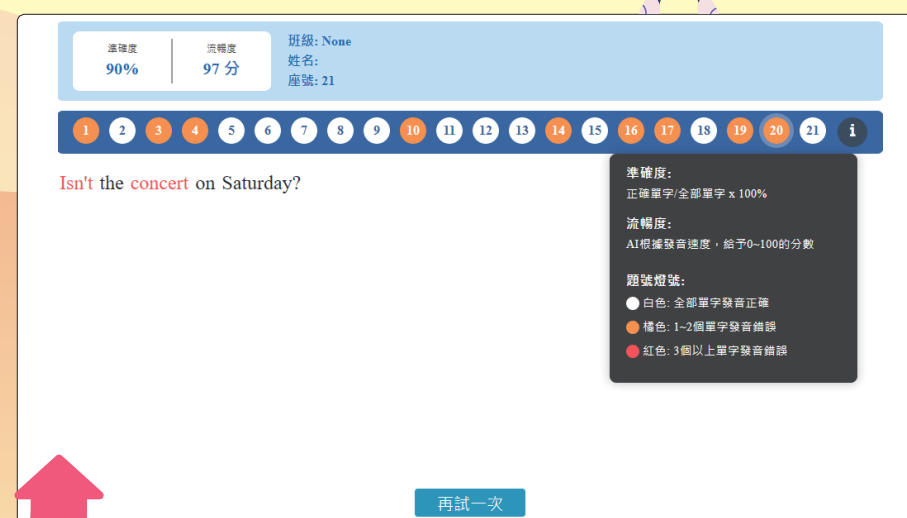 準確度
90%
流暢度
97 分
班級: None
姓名:
座號: 21
1 2 3 4 5 6 7 8 9 10 11 12 13 14 15 16 17 18 19 20 21 i
Isn't the concert on Saturday?
準確度:
正確單字/全部單字 x 100%
流暢度:
AI根據發音速度，給予0~100的分數
題號燈號:
白色: 全部單字發音正確
橘色: 1~2個單字發音錯誤
紅色: 3個以上單字發音錯誤
再試一次